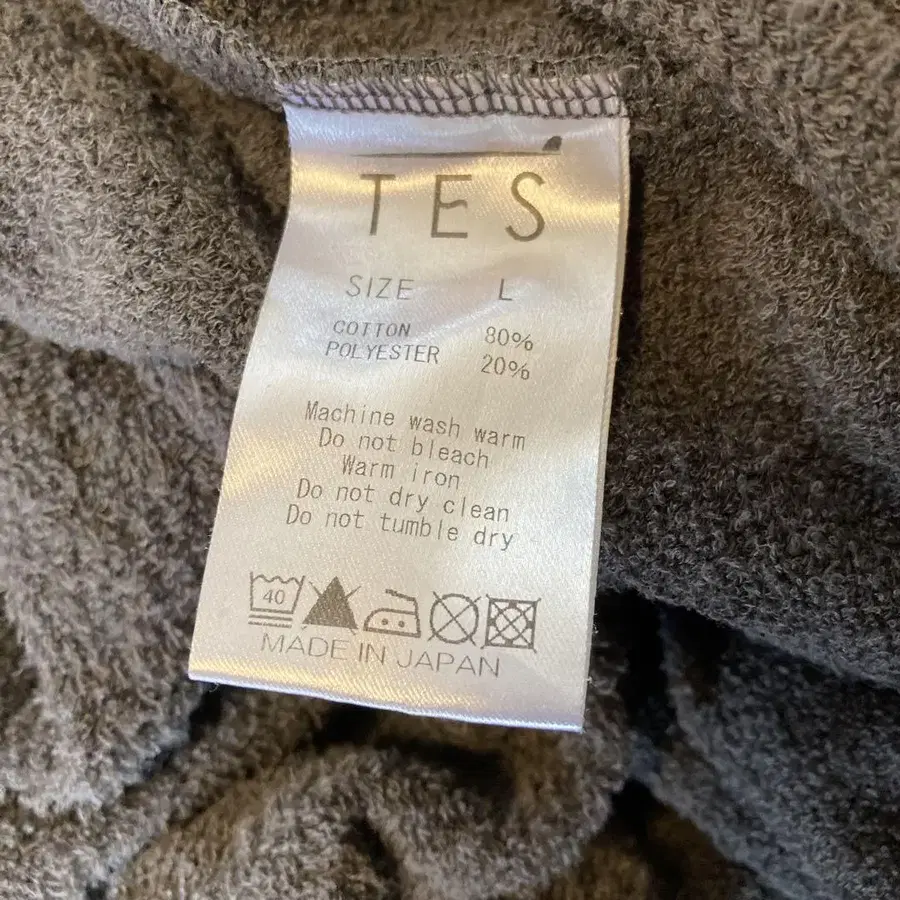 TES
SIZE L
COTTON 80%
POLYESTER 20%
Machine wash warm
Do not bleach
Warm iron
Do not dry clean
Do not tumble dry
40
MADE IN JAPAN